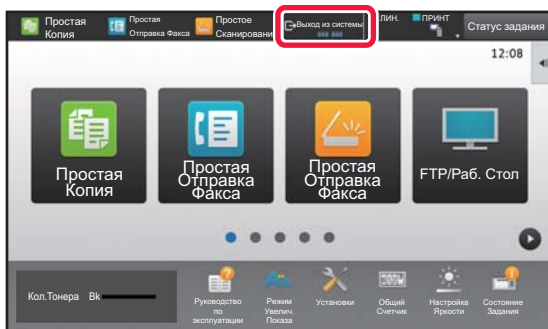 Простая
Копия
Простая
Отправка Факса
Простое
Сканировани
Выход из системы
ЛИН.
ПРИНТ
Статус задания
12:08
Простая
Копия
Простая
Отправка
Факса
Простая
Отправка
Факса
FTP/Раб. Стол
Кол.Тонера Bk
Руководство
по
эксплуатации
Режим
Увелич.
Показа
Установки
Общий
Счетчик
Настройка
Яркости
Состояние
Задания